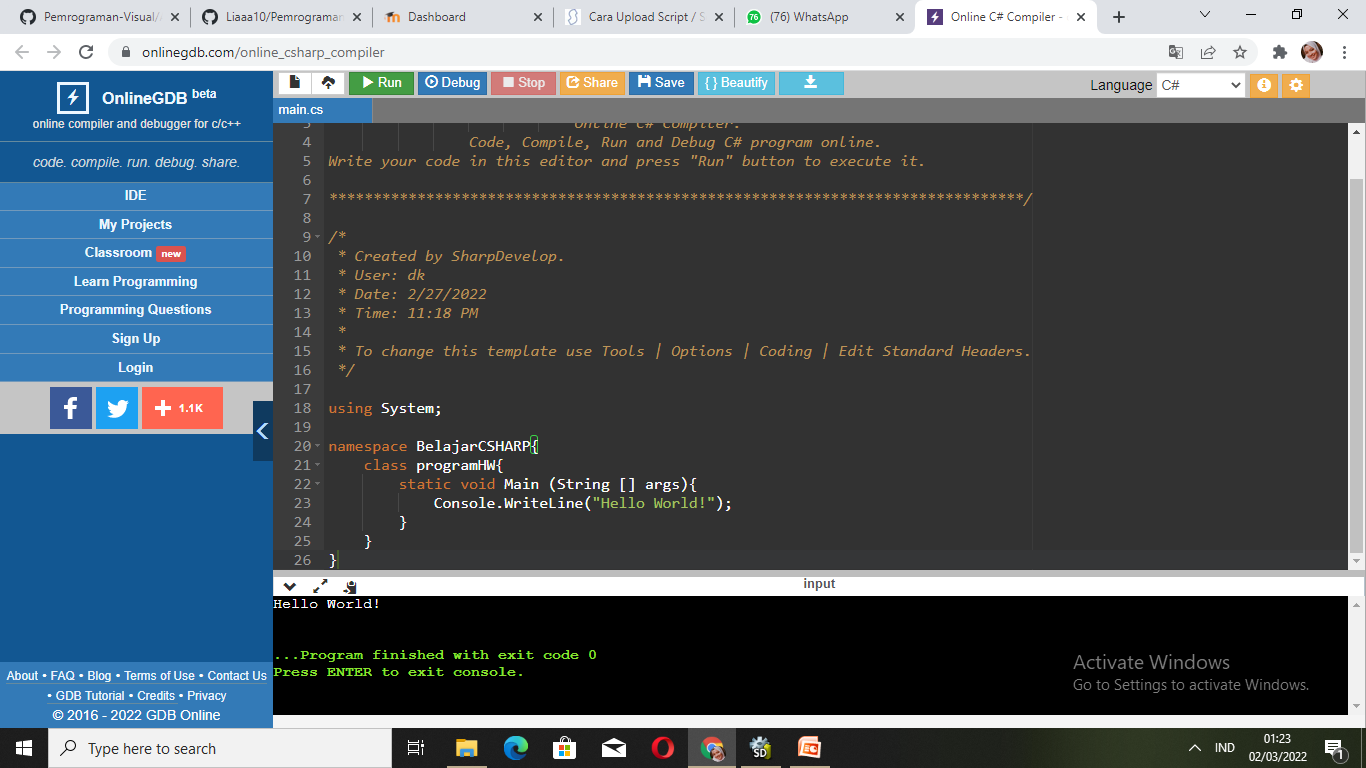 Pemrograman-Visual/
Liaaa10/Pemrograman
Dashboard
Cara Upload Script / S
76
(76) WhatsApp
Online C# Compiler -
onlinegdb.com/online_csharp_compiler
OnlineGDB beta
online compiler and debugger for c/c++
code. compile. run. debug. share.
IDE
My Projects
Classroom new
Learn Programming
Programming Questions
Sign Up
Login
1.1K
About • FAQ • Blog • Terms of Use • Contact Us
• GDB Tutorial • Credits • Privacy
© 2016 - 2022 GDB Online
Run
Debug
Stop
Share
Save
{ } Beautify
Language C#
main.cs
3 Online C# Compiler.
4 Code, Compile, Run and Debug C# program online.
5 Write your code in this editor and press "Run" button to execute it.
6
7 *******************************************************************************/
8
9 /*
10 * Created by SharpDevelop.
11 * User: dk
12 * Date: 2/27/2022
13 * Time: 11:18 PM
14 *
15 * To change this template use Tools | Options | Coding | Edit Standard Headers.
16 */
17
18 using System;
19
20 namespace BelajarCSHARP{
21 class programHW{
22 static void Main (String [] args){
23 Console.WriteLine("Hello World!");
24 }
25 }
26 }
input
Hello World!
...Program finished with exit code 0
Press ENTER to exit console.
Activate Windows
Go to Settings to activate Windows.
Type here to search
SD
IND
01:23
02/03/2022
1